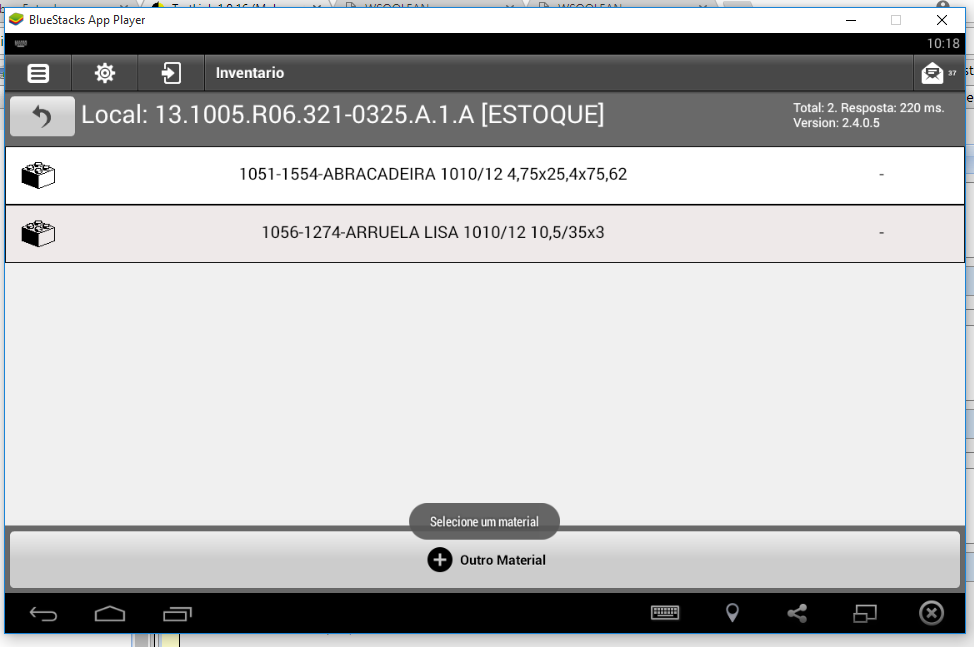 BlueStacks App Player
10:18
Inventario
37
Local: 13.1005.R06.321-0325.A.1.A [ESTOQUE]
Total: 2. Resposta: 220 ms.
Version: 2.4.0.5
1051-1554-ABRACADEIRA 1010/12 4,75x25,4x75,62
-
1056-1274-ARRUELA LISA 1010/12 10,5/35x3
-
Selecione um material
Outro Material